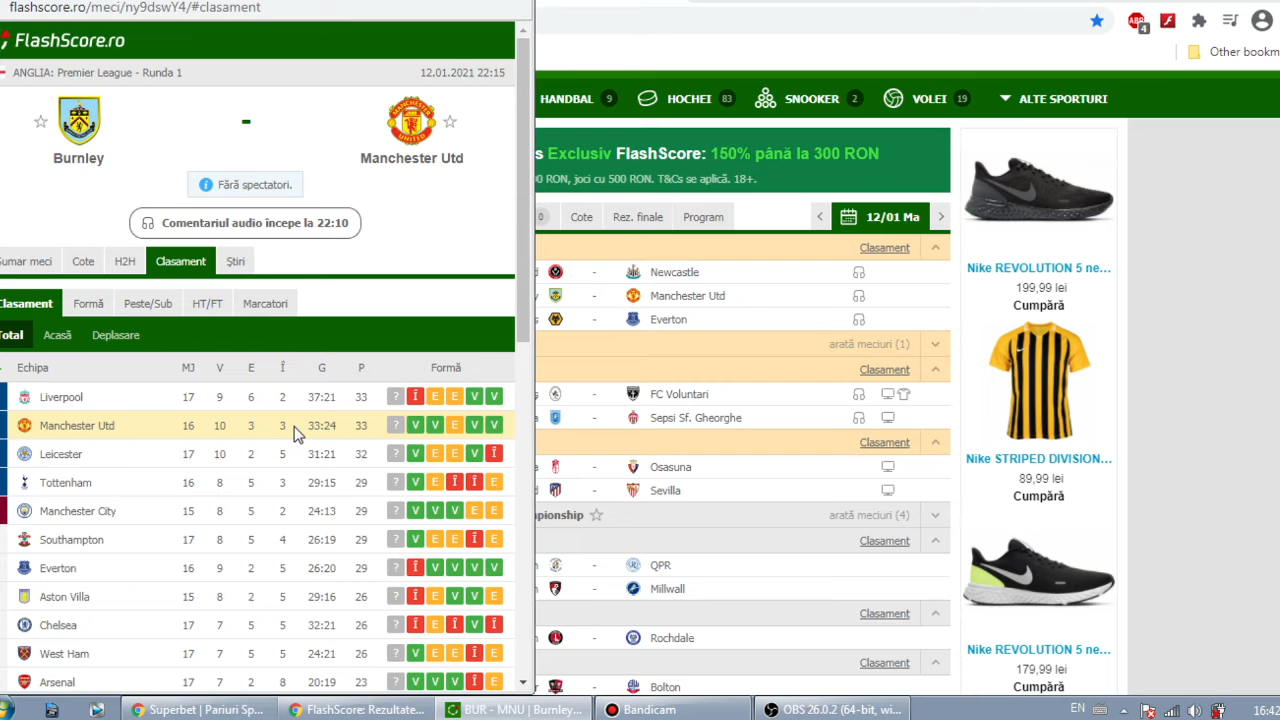 flashscore.ro/meci/ny9dswY4/#clasament
FlashScore.ro
ANGLIA: Premier League - Runda 1
12.01.2021 22:15
Burnley
-
Manchester Utd
Fără spectatori.
Comentariul audio începe la 22:10
Sumar meci Cote H2H Clasament Știri
Clasament Formă Peste/Sub HT/FT Marcatori
Total Acasă Deplasare
Echipa MJ V E Î G P Formă
Liverpool 17 9 6 2 37:21 33 ? Î E E V V
Manchester Utd 16 10 3 3 33:24 33 ? V V E V V
Leicester 17 10 2 5 31:21 32 ? V E E V Î
Tottenham 16 8 5 3 29:15 29 ? V E Î Î E
Manchester City 15 8 5 2 24:13 29 ? V V V E E
Southampton 17 8 5 4 26:19 29 ? V E E Î E
Everton 16 9 2 5 26:20 29 ? Î V V V V
Aston Villa 15 8 2 5 29:16 26 ? Î E V V E
Chelsea 17 7 5 5 32:21 26 ? Î E Î V Î
West Ham 17 7 5 5 24:21 26 ? V E E Î E
Arsenal 17 7 2 8 20:19 23 ? V V V Î E
ABP 4
Other bookm
HANDBAL 9 HOCHEI 83 SNOOKER 2 VOLEI 19 ALTE SPORTURI
s Exclusiv FlashScore: 150% până la 300 RON
00 RON, joci cu 500 RON. T&Cs se aplică. 18+.
0 Cote Rez. finale Program 12/01 Ma
Clasament
d - Newcastle
y - Manchester Utd
- Everton
arată meciuri (1)
Clasament
s - FC Voluntari
a - Sepsi Sf. Gheorghe
Clasament
a - Osasuna
d - Sevilla
mpionship arată meciuri (4)
Clasament
n - QPR
h - Millwall
Clasament
n - Rochdale
Clasament
- Bolton
Nike REVOLUTION 5 ne...
199,99 lei
Cumpără
Nike STRIPED DIVISION...
89,99 lei
Cumpără
Nike REVOLUTION 5 ne...
179,99 lei
Cumpără
Superbet | Pariuri Sp... FlashScore: Rezultate... BUR - MNU | Burnley... Bandicam OBS 26.0.2 (64-bit, wi... EN 16:42